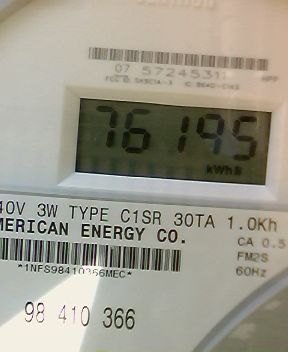 07 5724531
76195
kWh
40V 3W TYPE C1SR 30TA 1.0Kh
MERICAN ENERGY CO.
CA 0.5
FM2S
60Hz
*1NFS98410366MEC*
98 410 366